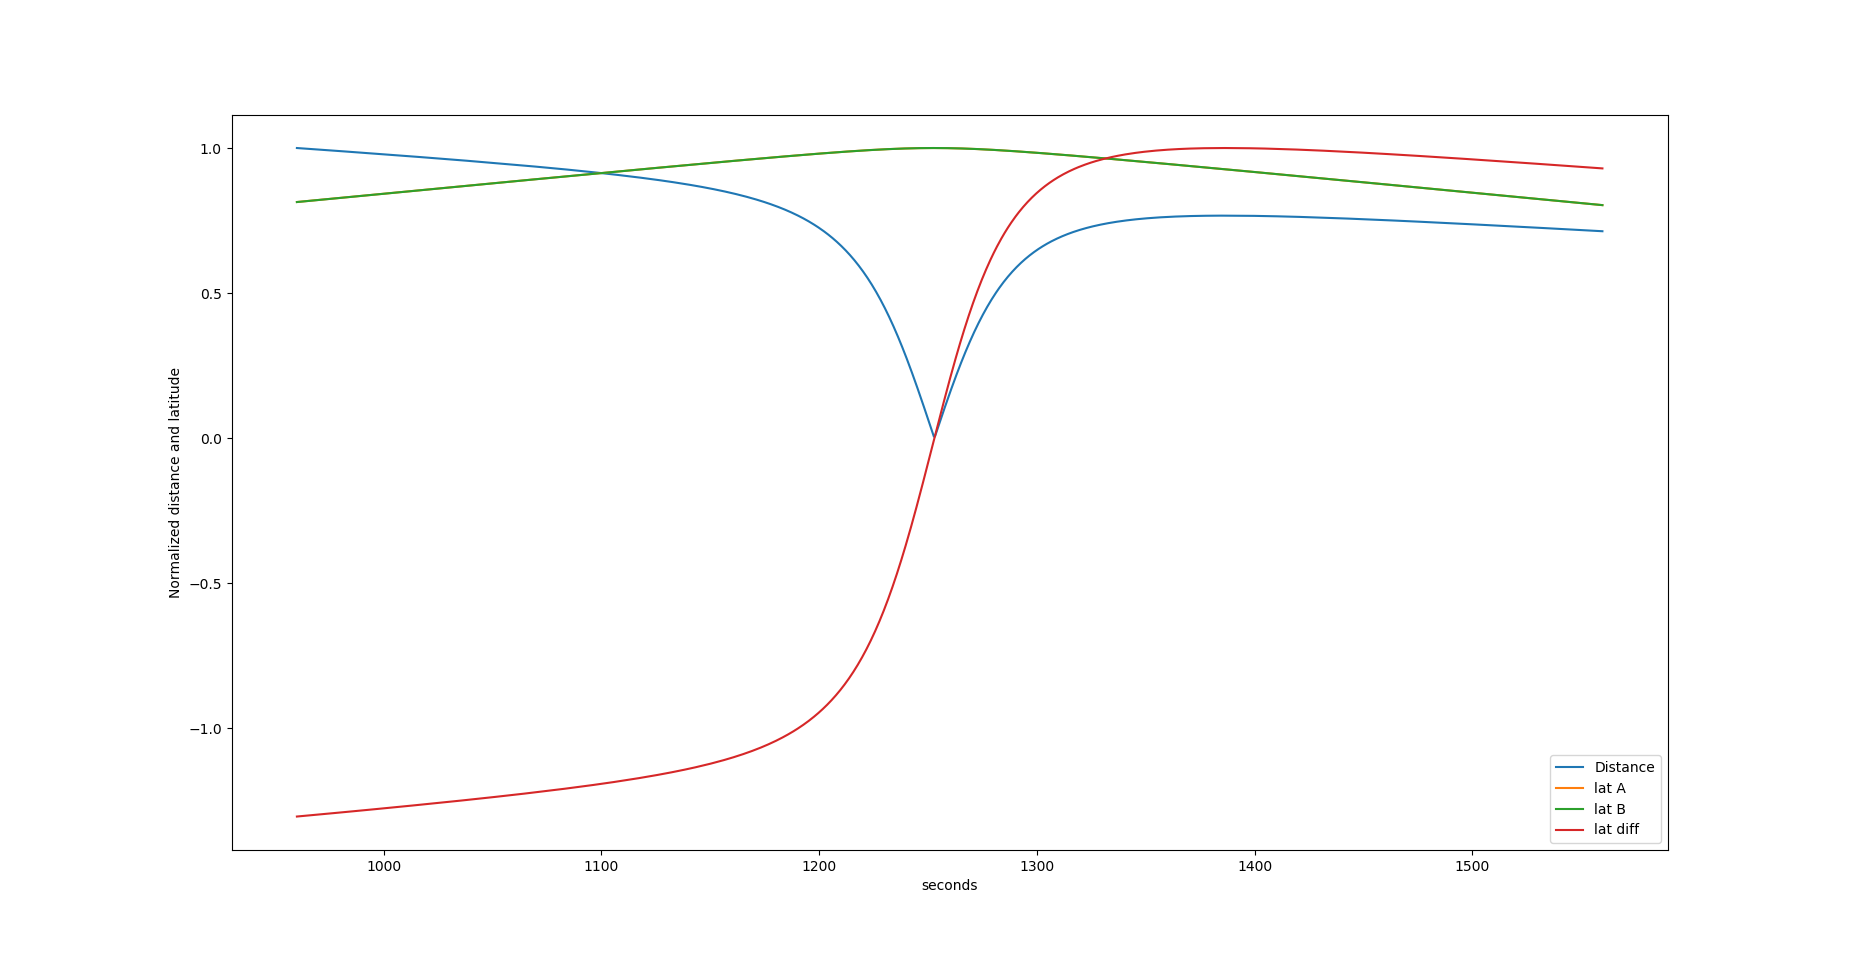 1.0
0.5
0.0
−0.5
−1.0
Normalized distance and latitude
1000 1100 1200 1300 1400 1500
seconds
Distance
lat A
lat B
lat diff